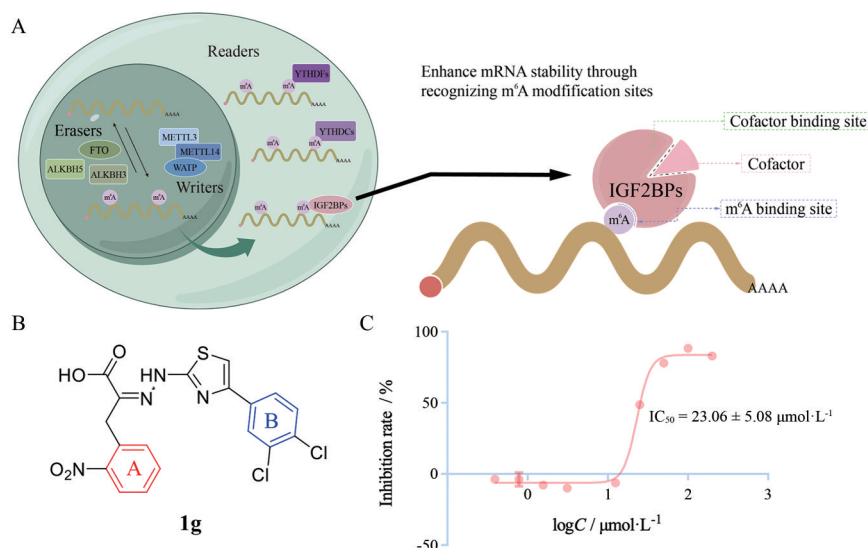 A
Readers
YTHDFs
m⁶A
m⁶A
AAAA
AAAA
Erasers
FTO
ALKBH5
ALKBH3
METTL3
METTL14
WATP
Writers
m⁶A
m⁶A
AAAA
YTHDCs
m⁶A
m⁶A
AAAA
IGF2BPs
m⁶A
m⁶A
AAAA
Enhance mRNA stability through
recognizing m⁶A modfification sites
Cofactor binding site
Cofactor
IGF2BPs
m⁶A binding site
m⁶A
AAAA
B
O
HO
N
HN
S
N
B
Cl
Cl
O₂N
A
1g
C
Inhibition rate / %
100
50
0
-50
0
1
2
3
IC₅₀ = 23.06 ± 5.08 μmol·L⁻¹
logC / μmol·L⁻¹